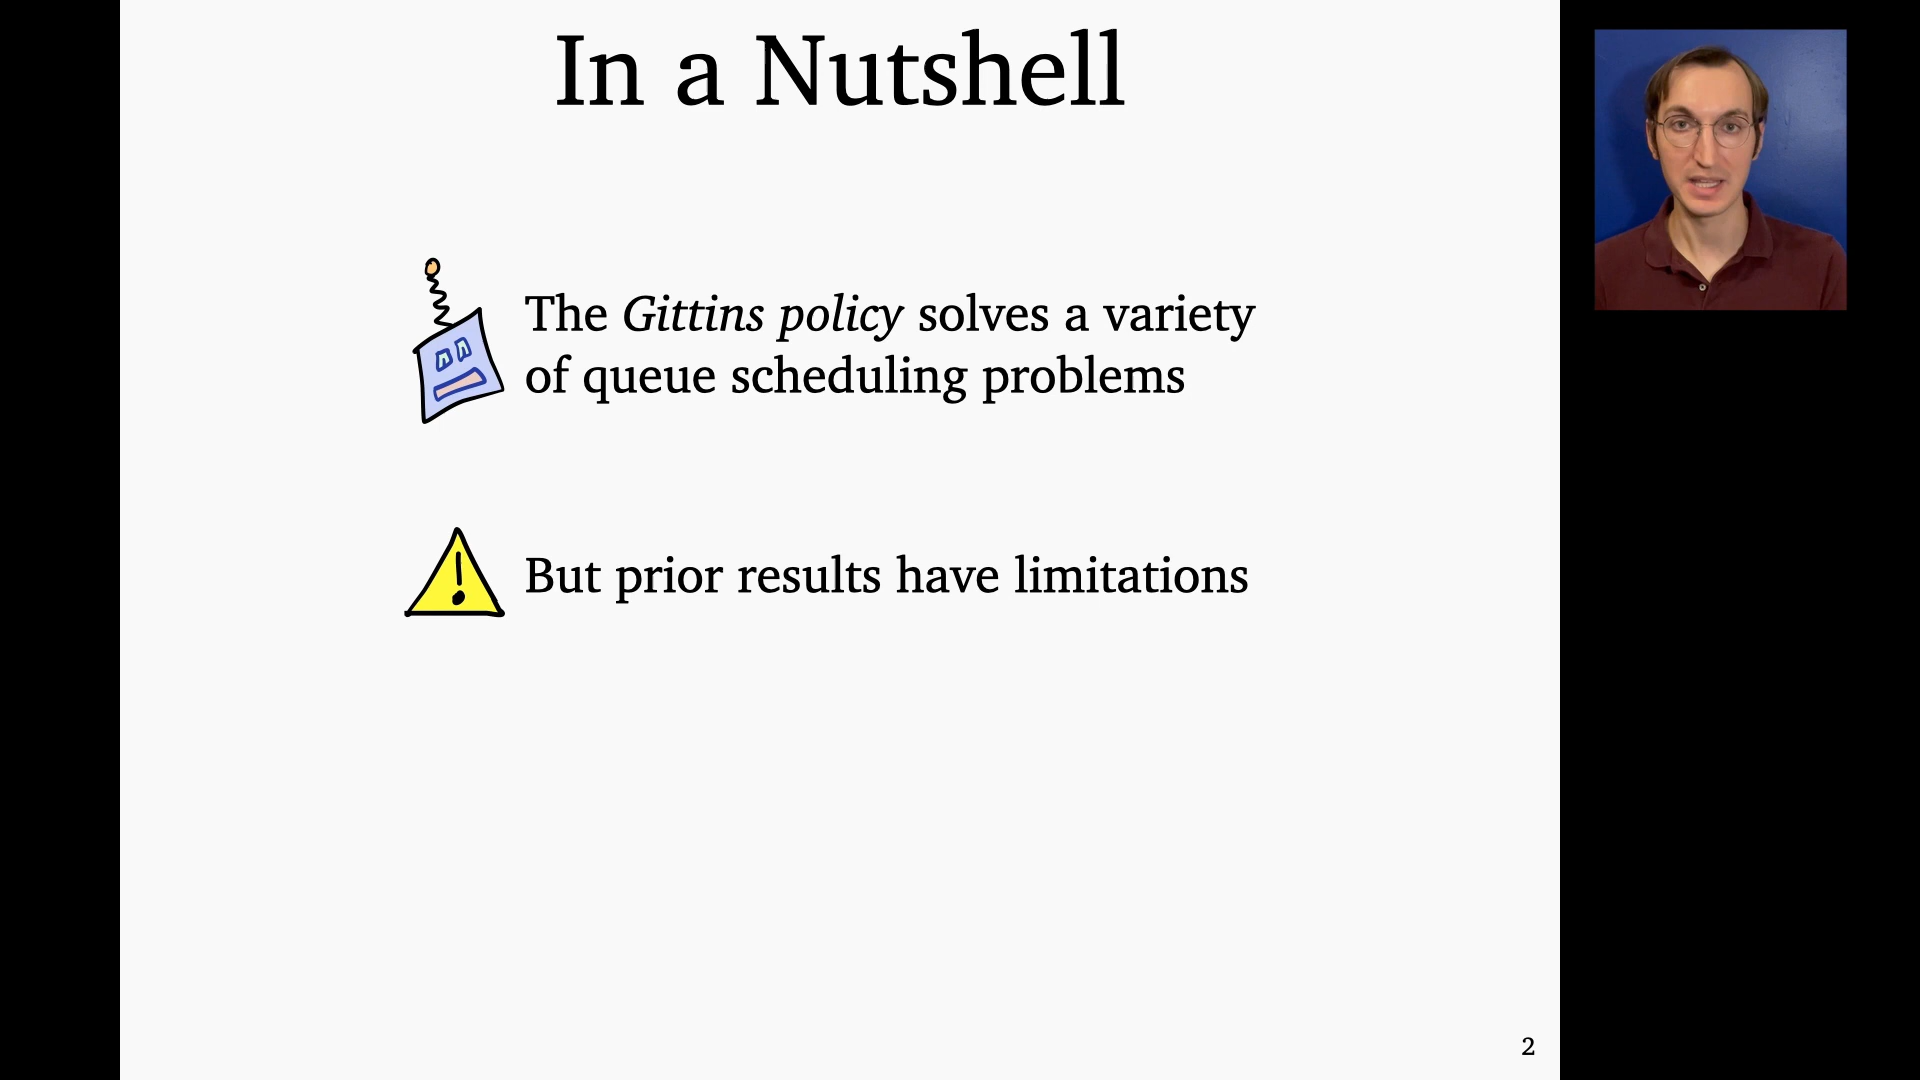 In a Nutshell
The Gittins policy solves a variety
of queue scheduling problems
But prior results have limitations
2